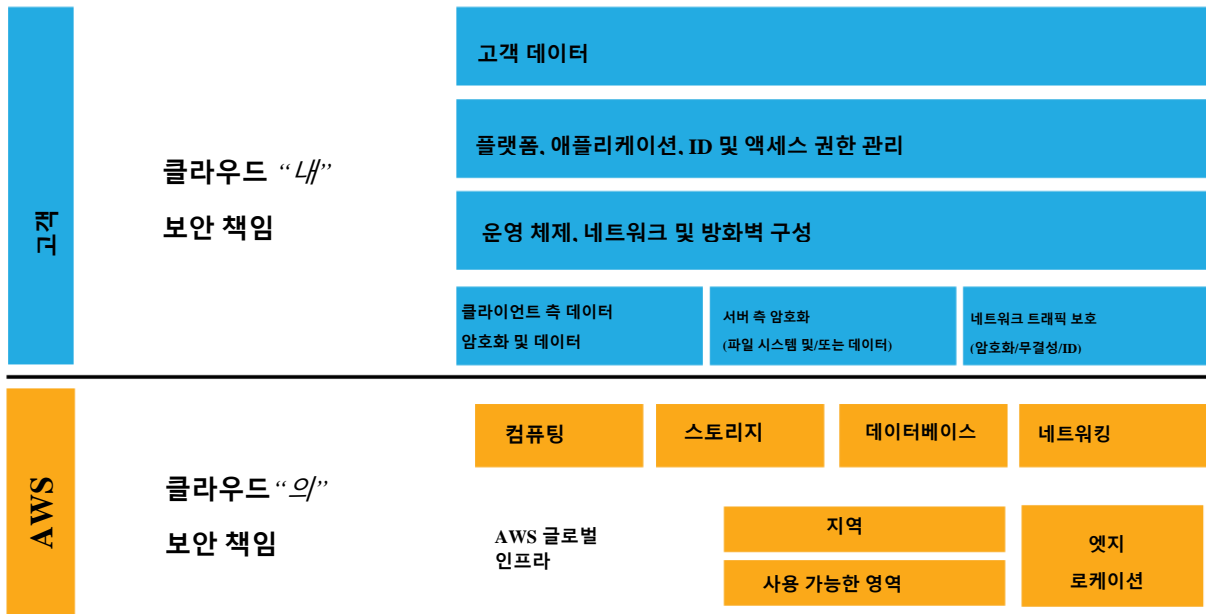 고객
클라우드 “내”
보안 책임
고객 데이터
플랫폼, 애플리케이션, ID 및 액세스 권한 관리
운영 체제, 네트워크 및 방화벽 구성
클라이언트 측 데이터
암호화 및 데이터
서버 측 암호화
(파일 시스템 및/또는 데이터)
네트워크 트래픽 보호
(암호화/무결성/ID)
AWS
클라우드“의”
보안 책임
컴퓨팅
스토리지
데이터베이스
네트워킹
AWS 글로벌
인프라
지역
사용 가능한 영역
엣지
로케이션